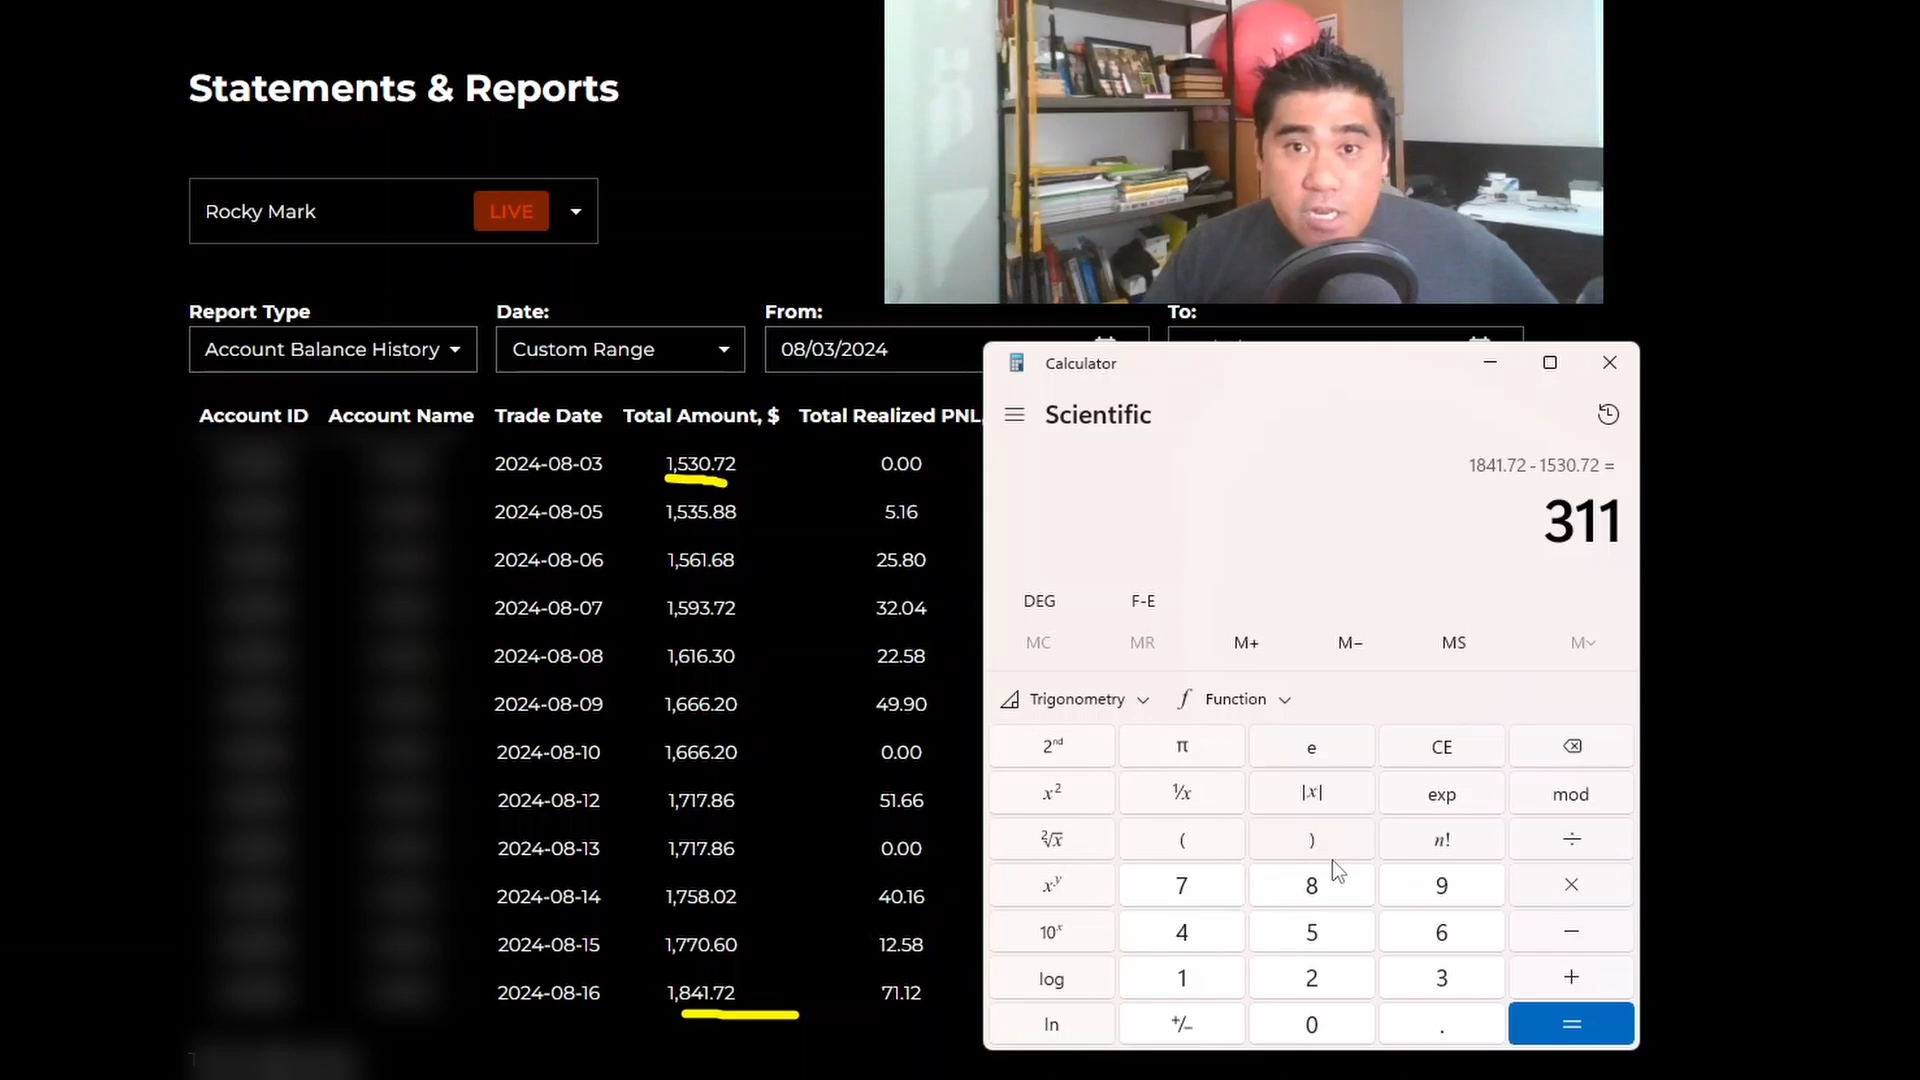 Statements & Reports
Rocky Mark LIVE
Report Type Date: From: To:
Account Balance History Custom Range 08/03/2024
Account ID Account Name Trade Date Total Amount, $ Total Realized PNL,
2024-08-03 1,530.72 0.00
2024-08-05 1,535.88 5.16
2024-08-06 1,561.68 25.80
2024-08-07 1,593.72 32.04
2024-08-08 1,616.30 22.58
2024-08-09 1,666.20 49.90
2024-08-10 1,666.20 0.00
2024-08-12 1,717.86 51.66
2024-08-13 1,717.86 0.00
2024-08-14 1,758.02 40.16
2024-08-15 1,770.60 12.58
2024-08-16 1,841.72 71.12
Calculator
Scientific
1841.72 - 1530.72 =
311
DEG F-E
MC MR M+ M− MS M
Trigonometry f Function
2nd π e CE
x² ¹/x |x| exp mod
²√x ( ) n! ÷
xʸ 7 8 9 ×
10ˣ 4 5 6 −
log 1 2 3 +
ln +/− 0 . =